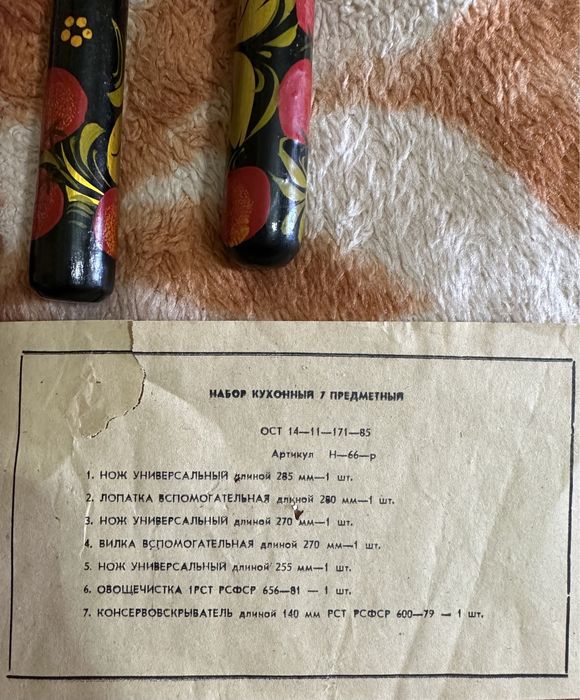 НАБОР КУХОННЫЙ 7 ПРЕДМЕТНЫЙ
ОСТ 14—11—171—85
Артикул Н—66—р
1. НОЖ УНИВЕРСАЛЬНЫЙ длиной 285 мм—1 шт.
2. ЛОПАТКА ВСПОМОГАТЕЛЬНАЯ длиной 280 мм—1 шт.
3. НОЖ УНИВЕРСАЛЬНЫЙ длиной 270 мм—1 шт.
4. ВИЛКА ВСПОМОГАТЕЛЬНАЯ длиной 270 мм—1 шт.
5. НОЖ УНИВЕРСАЛЬНЫЙ длиной 255 мм—1 шт.
6. ОВОЩЕЧИСТКА 1РСТ РСФСР 656—81 — 1 шт.
7. КОНСЕРВОВСКРЫВАТЕЛЬ длиной 140 мм РСТ РСФСР 600—79 — 1 шт.